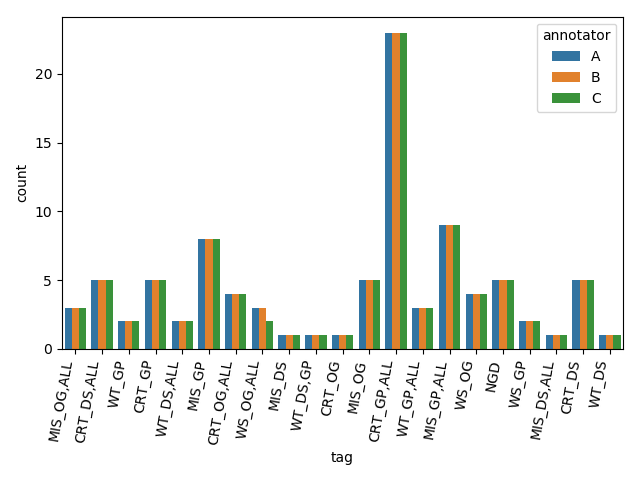 annotator
A
B
C
count
20
15
10
5
0
MIS_OG,ALL
CRT_DS,ALL
WT_GP
CRT_GP
WT_DS,ALL
MIS_GP
CRT_OG,ALL
WS_OG,ALL
MIS_DS
WT_DS,GP
CRT_OG
MIS_OG
CRT_GP,ALL
WT_GP,ALL
MIS_GP,ALL
WS_OG
NGD
WS_GP
MIS_DS,ALL
CRT_DS
WT_DS
tag